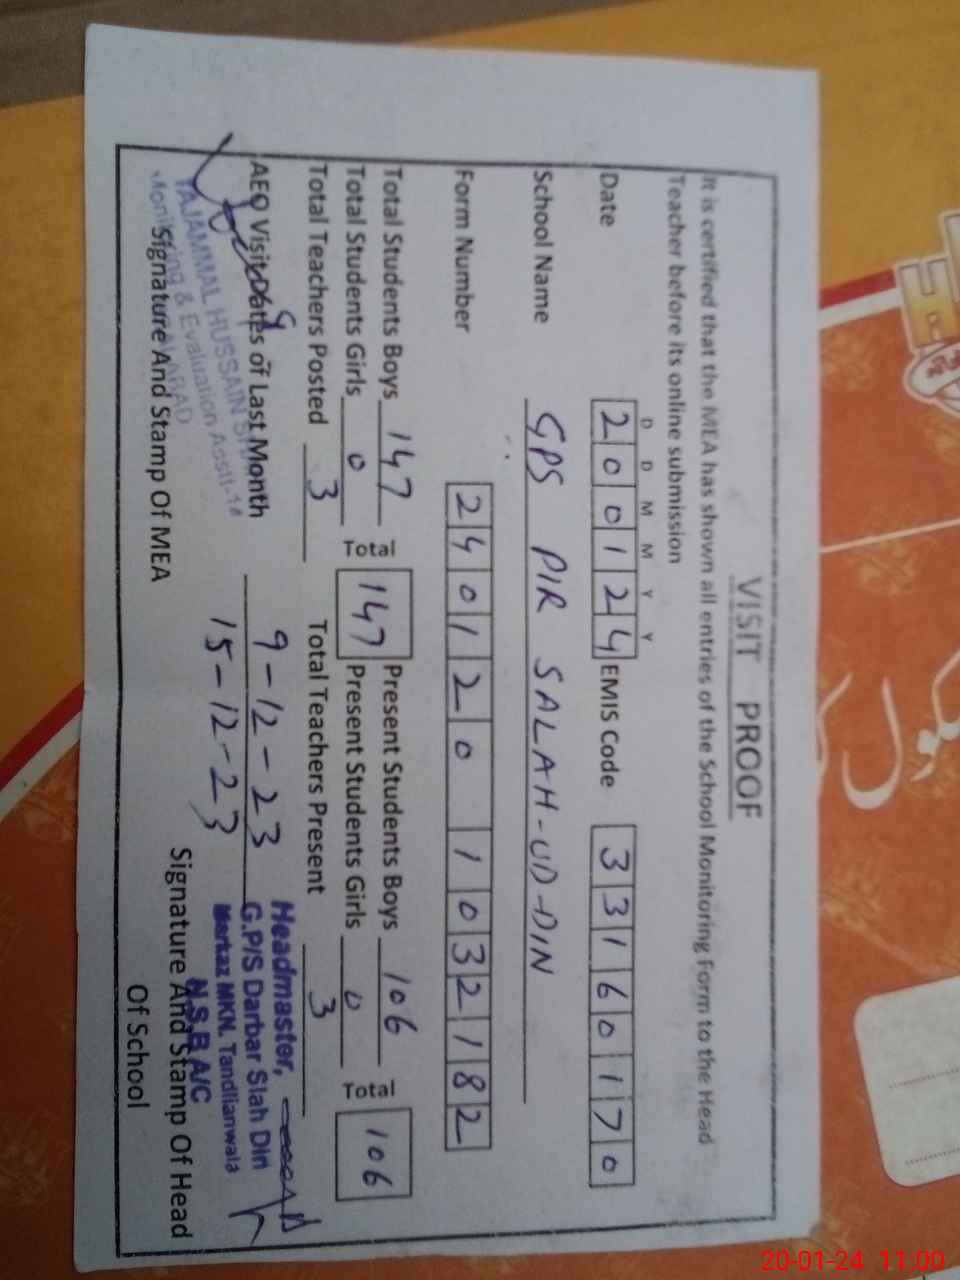 VISIT PROOF
It is certified that the MEA has shown all entries of the School Monitoring Form to the Head
Teacher before its online submission
D D M M Y Y
Date 2 0 0 1 2 4 EMIS Code 3 3 1 6 0 1 7 0
School Name GPS PIR SALAH-UD-DIN
Form Number 2 4 0 1 2 0 1 0 3 2 1 8 2
Total Students Boys 147 Present Students Boys 106
Total 147 Total 106
Total Students Girls 0 Present Students Girls 0
Total Teachers Posted 3 Total Teachers Present 3
AEO Visit Dates of Last Month 9-12-23
15-12-23
TAJAMMAL HUSSAIN
Monitoring & Evaluation Asstt-
Signature And Stamp Of MEA
Headmaster,
G.P/S Darbar Slah Din
Markaz MKN. Tandlianwala
Signature And Stamp Of Head
Of School
20-01-24 11:00